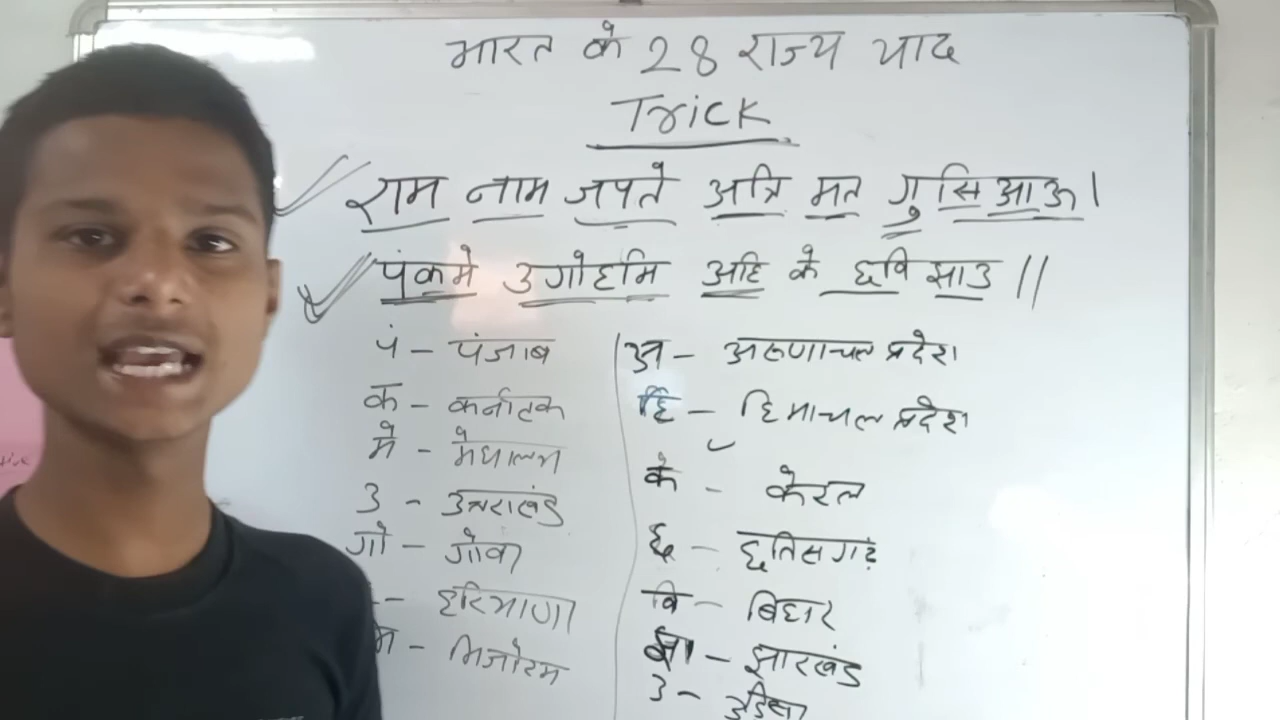 भारत के 28 राज्य याद
Trick
राम नाम जपते अत्रि मत गुसिआऊ।
पंकमे उगोहमि अहि के छवि झाउ ॥
पं - पंजाब
क - कर्नाटक
मे - मेघालय
उ - उत्तराखंड
गो - गोवा
- हरियाणा
मि - मिजोरम
अ - अरुणाचल प्रदेश
हि - हिमाचल प्रदेश
के - केरल
छ - छतिसगढ़
वि - बिहार
झा - झारखंड
उ - उडिसा